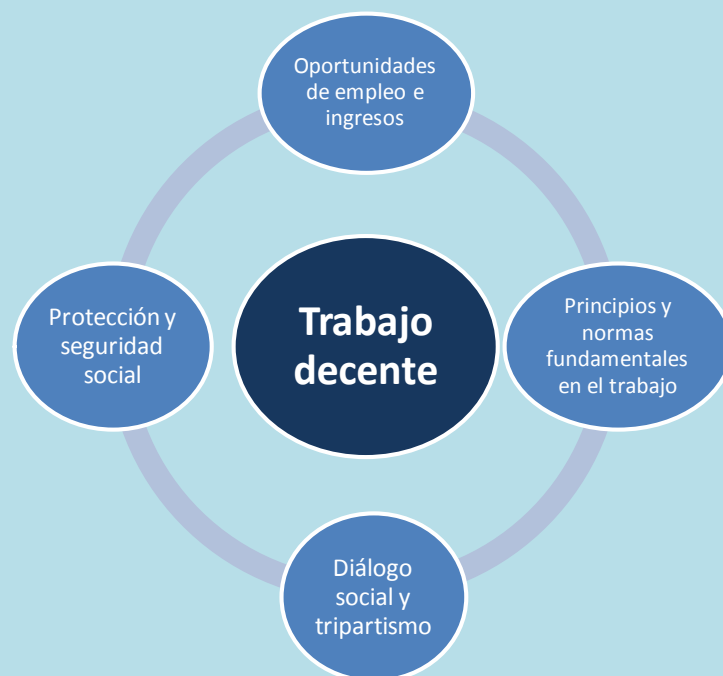 Oportunidades
de empleo e
ingresos
Protección y
seguridad
social
Trabajo
decente
Principios y
normas
fundamentales
en el trabajo
Diálogo
social y
tripartismo